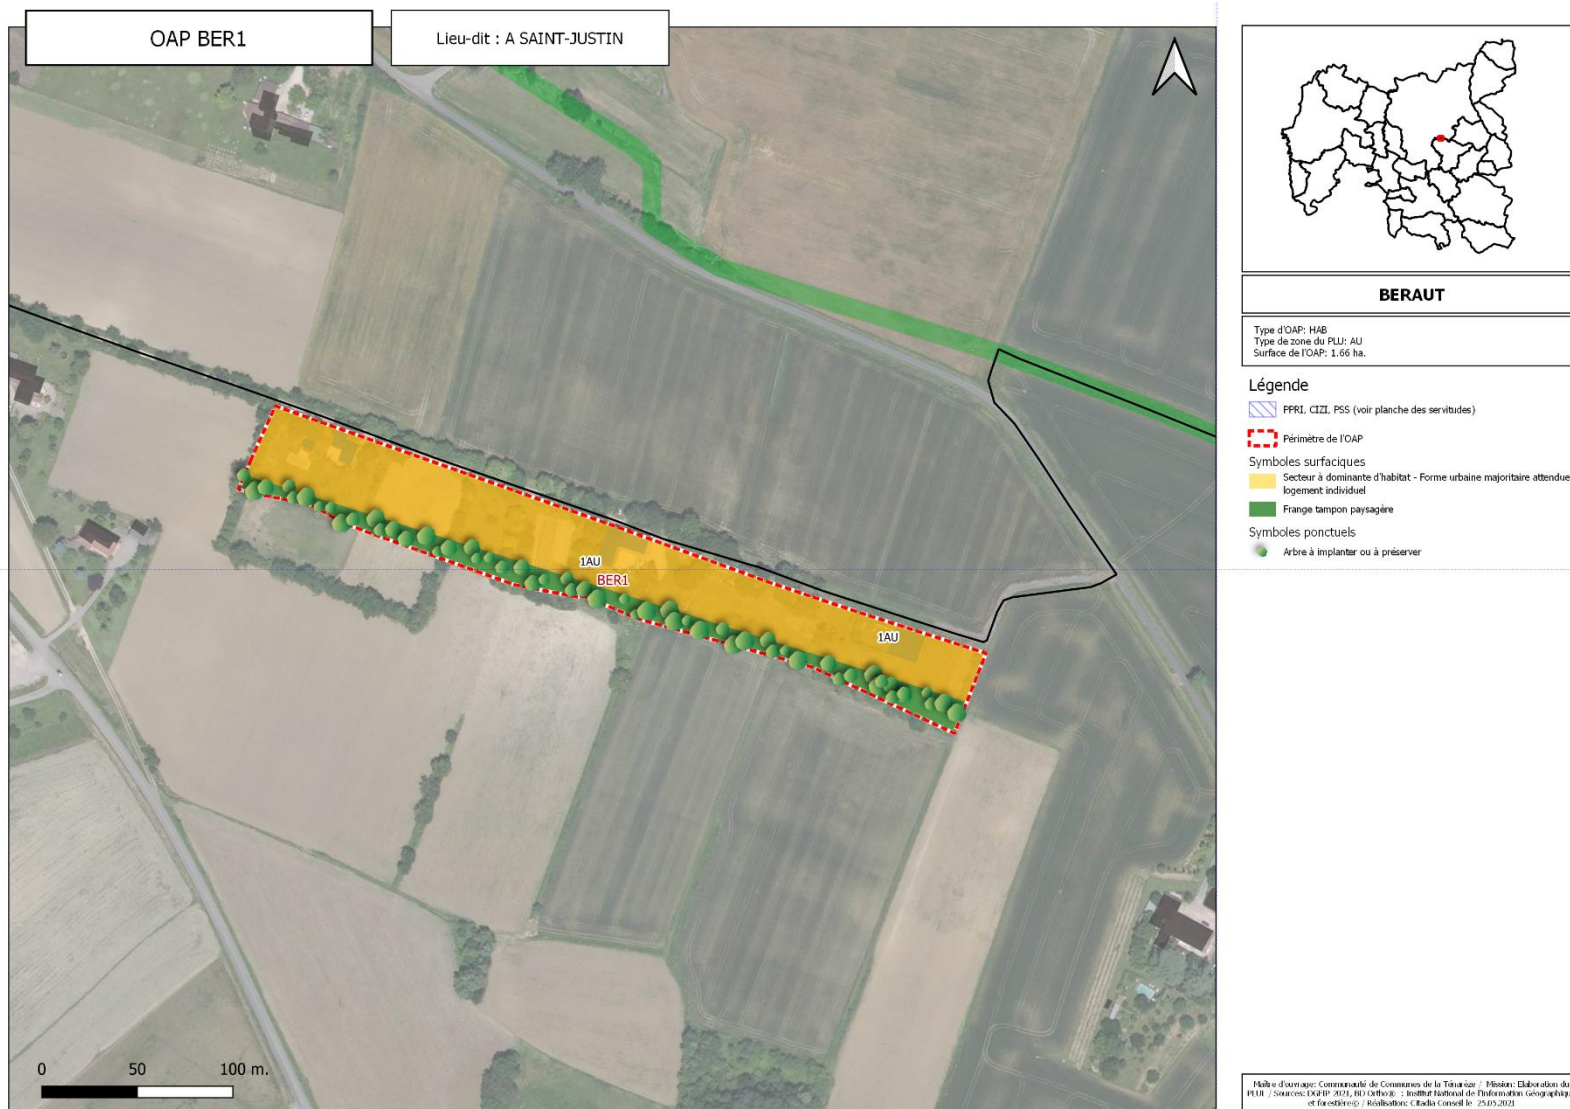 OAP BER1
Lieu-dit : A SAINT-JUSTIN
1AU
BER1
1AU
0 50 100 m.
BERAUT
Type d'OAP: HAB
Type de zone du PLU: AU
Surface de l'OAP: 1.66 ha.
Légende
PPRI, CIZI, PSS (voir planche des servitudes)
Périmètre de l'OAP
Symboles surfaciques
Secteur à dominante d'habitat - Forme urbaine majoritaire attendue
logement individuel
Frange tampon paysagère
Symboles ponctuels
Arbre à implanter ou à préserver
Maître d'ouvrage: Communauté de Communes de la Ténarèze / Mission: Elaboration du
PLUI / Sources: DGFIP 2021, BD Ortho® : Institut National de l'Information Géographique
et forestière© / Réalisation: Citadia Conseil le 25.05.2021